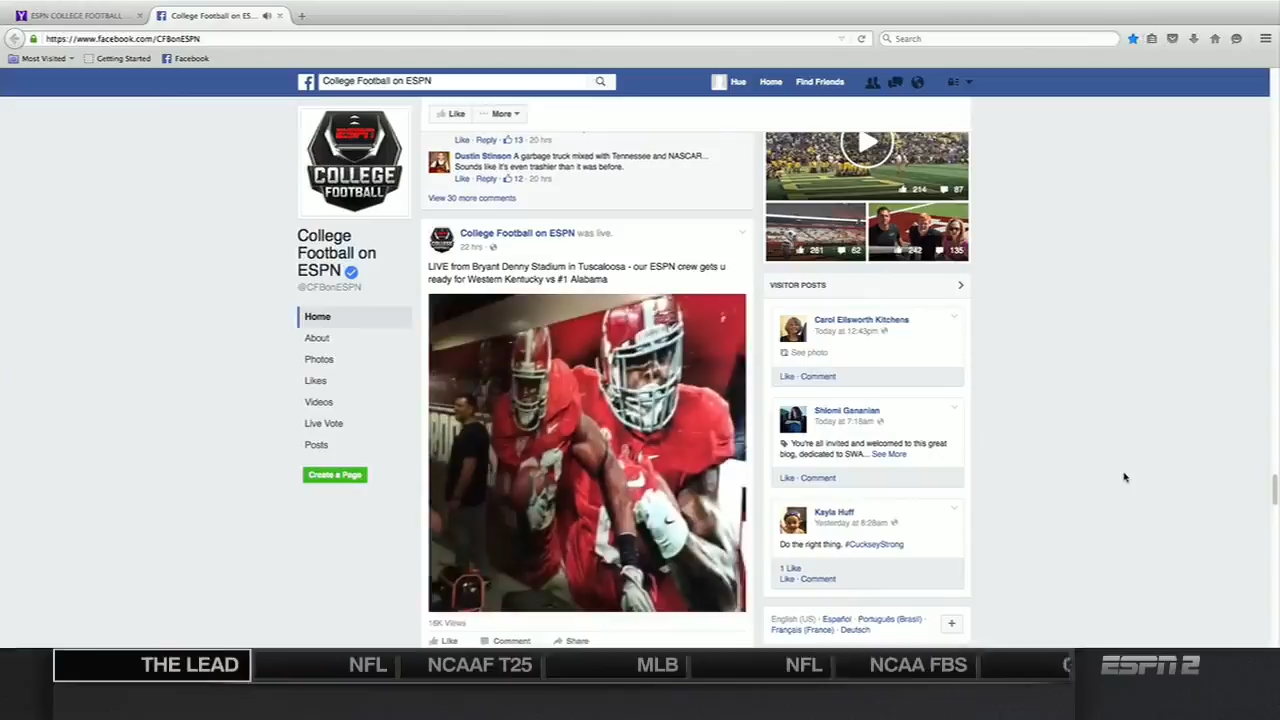 ESPN COLLEGE FOOTBALL ...
College Football on ES...
https://www.facebook.com/CFBonESPN
Search
Most Visited
Getting Started
Facebook
College Football on ESPN
Hue
Home
Find Friends
ESPN
COLLEGE
FOOTBALL
College
Football on
ESPN
@CFBonESPN
Home
About
Photos
Likes
Videos
Live Vote
Posts
Create a Page
Like
More
Like · Reply · 13 · 20 hrs
Dustin Stinson A garbage truck mixed with Tennessee and NASCAR...
Sounds like it's even trashier than it was before.
Like · Reply · 12 · 20 hrs
View 30 more comments
College Football on ESPN was live.
22 hrs ·
LIVE from Bryant Denny Stadium in Tuscaloosa - our ESPN crew gets u
ready for Western Kentucky vs #1 Alabama
16K Views
Like
Comment
Share
214
87
261
62
242
135
VISITOR POSTS
Carol Ellsworth Kitchens
Today at 12:43pm
See photo
Like · Comment
Shlomi Gananian
Today at 7:18am
You're all invited and welcomed to this great
blog, dedicated to SWA... See More
Like · Comment
Kayla Huff
Yesterday at 8:28am
Do the right thing. #CuckseyStrong
1 Like
Like · Comment
English (US) · Español · Português (Brasil) ·
Français (France) · Deutsch
THE LEAD
NFL
NCAAF T25
MLB
NFL
NCAA FBS
ESPN 2